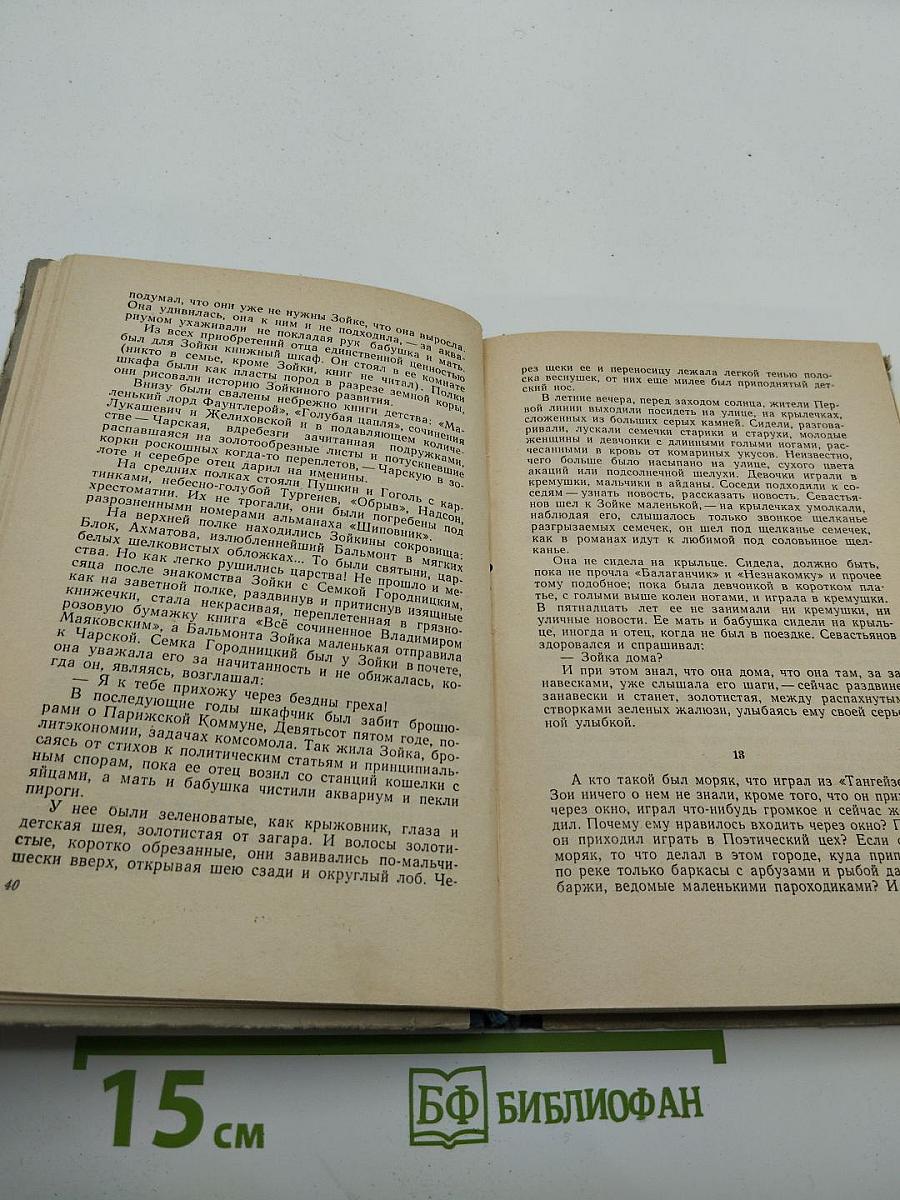 подумал, что они уже не нужны Зойке, что она выросла.
Она удивилась, она к ним и не подходила, — за аква-
риумом ухаживали не покладая рук бабушка и мать.
Из всех приобретений отца единственной ценностью
был для Зойки книжный шкаф. Он стоял в ее комнате
(никто в семье, кроме Зойки, книг не читал). Полки
шкафа были как пласты пород в разрезе земной коры,
они рисовали историю Зойкиного развития.
Внизу были свалены небрежно книги детства: «Ма-
ленький лорд Фаунтлерой», «Голубая цапля», сочинения
Лукашевич и Желиховской и в подавляющем количе-
стве — Чарская, вдребезги зачитанная подружками,
распавшаяся на золотообрезные листы и потускневшие
корки роскошных когда-то переплетов, — Чарскую в зо-
лоте и серебре отец дарил на именины.
На средних полках стояли Пушкин и Гоголь с кар-
тинками, небесно-голубой Тургенев, «Обрыв», Надсон,
хрестоматии. Их не трогали, они были погребены под
разрозненными номерами альманаха «Шиповник».
На верхней полке находились Зойкины сокровища:
Блок, Ахматова, излюбленнейший Бальмонт в мягких
белых шелковистых обложках... То были святыни, цар-
ства. Но как легко рушились царства! Не прошло и ме-
сяца после знакомства Зойки с Семкой Городницким,
как на заветной полке, раздвинув и притиснув изящные
книжечки, стала некрасивая, переплетенная в грязно-
розовую бумажку книга «Всё сочиненное Владимиром
Маяковским», а Бальмонта Зойка маленькая отправила
к Чарской. Семка Городницкий был у Зойки в почете,
она уважала его за начитанность и не обижалась, ко-
гда он, являясь, возглашал:
— Я к тебе прихожу через бездны греха!
В последующие годы шкафчик был забит брошю-
рами о Парижской Коммуне, Девятьсот пятом годе, по-
литэкономии, задачах комсомола. Так жила Зойка, бро-
саясь от стихов к политическим статьям и принципиаль-
ным спорам, пока ее отец возил со станций кошелки с
яйцами, а мать и бабушка чистили аквариум и пекли
пироги.
У нее были зеленоватые, как крыжовник, глаза и
детская шея, золотистая от загара. И волосы золоти-
стые, коротко обрезанные, они завивались по-мальчи-
шески вверх, открывая шею сзади и округлый лоб. Че-
40
рез щеки ее и переносицу лежала легкой тенью поло-
ска веснушек, от них еще милее был приподнятый дет-
ский нос.
В летние вечера, перед заходом солнца, жители Пер-
вой линии выходили посидеть на улице, на крылечках,
сложенных из больших серых камней. Сидели, разгова-
ривали, лускали семечки старики и старухи, молодые
женщины и девчонки с длинными голыми ногами, рас-
чесанными в кровь от комариных укусов. Неизвестно,
чего больше было насыпано на улице, сухого цвета
акаций или подсолнечной шелухи. Девочки играли в
кремушки, мальчики в айданы. Соседи подходили к со-
седям — узнать новость, рассказать новость. Севастья-
нов шел к Зойке маленькой, — на крылечках умолкали,
наблюдая его, слышалось только звонкое щелканье
разгрызаемых семечек, он шел под щелканье семечек,
как в романах идут к любимой под соловьиное щел-
канье.
Она не сидела на крыльце. Сидела, должно быть,
пока не прочла «Балаганчик» и «Незнакомку» и прочее
тому подобное; пока была девчонкой в коротком пла-
тье, с голыми выше колен ногами, и играла в кремушки.
В пятнадцать лет ее не занимали ни кремушки, ни
уличные новости. Ее мать и бабушка сидели на крыль-
це, иногда и отец, когда не был в поездке. Севастьянов
здоровался и спрашивал:
— Зойка дома?
И при этом знал, что она дома, что она там, за за
навесками, уже слышала его шаги, — сейчас раздвине
занавески и станет, золотистая, между распахнутым
створками зеленых жалюзи, улыбаясь ему своей серье
ной улыбкой.
13
А кто такой был моряк, что играл из «Тангейзе
Зои ничего о нем не знали, кроме того, что он при
через окно, играл что-нибудь громкое и сейчас ж
дил. Почему ему нравилось входить через окно? П
он приходил играть в Поэтический цех? Если о
моряк, то что делал в этом городе, куда прип
по реке только баркасы с арбузами и рыбой да
баржи, ведомые маленькими пароходиками? И
15 см
БФ БИБЛИОФАН